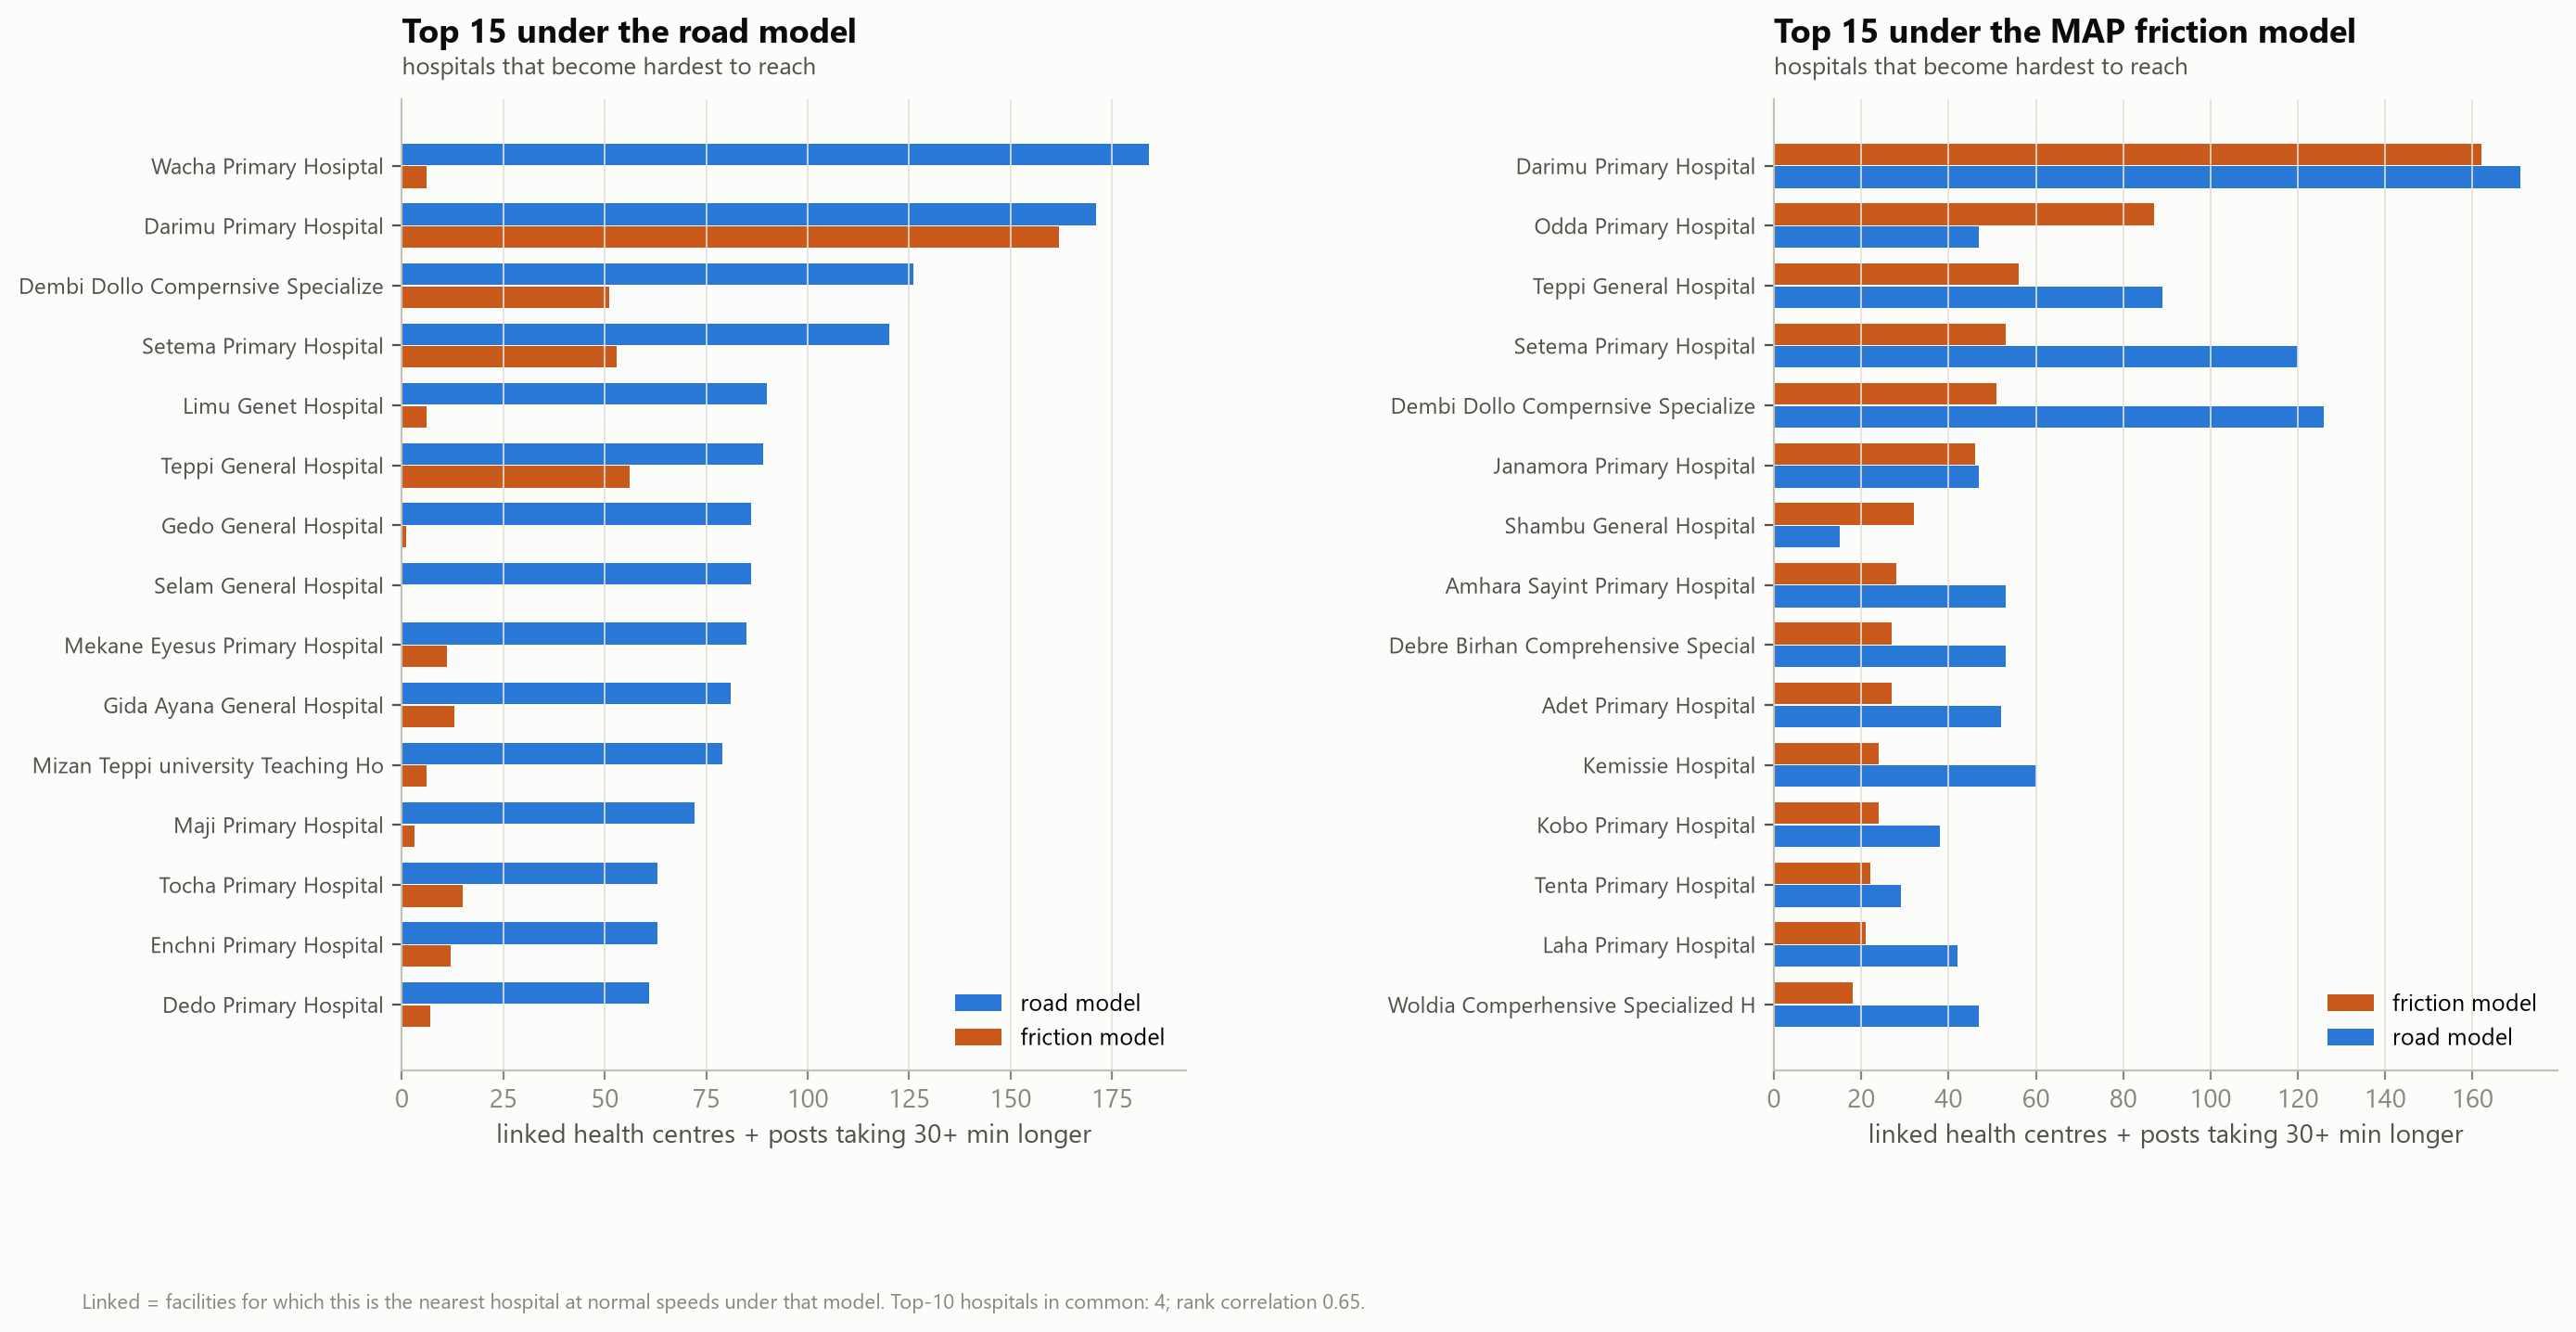 Top 15 under the road model
hospitals that become hardest to reach
Wacha Primary Hosiptal
Darimu Primary Hospital
Dembi Dollo Compernsive Specialize
Setema Primary Hospital
Limu Genet Hospital
Teppi General Hospital
Gedo General Hospital
Selam General Hospital
Mekane Eyesus Primary Hospital
Gida Ayana General Hospital
Mizan Teppi university Teaching Ho
Maji Primary Hospital
Tocha Primary Hospital
Enchni Primary Hospital
Dedo Primary Hospital
road model
friction model
0 25 50 75 100 125 150 175
linked health centres + posts taking 30+ min longer
Top 15 under the MAP friction model
hospitals that become hardest to reach
Darimu Primary Hospital
Odda Primary Hospital
Teppi General Hospital
Setema Primary Hospital
Dembi Dollo Compernsive Specialize
Janamora Primary Hospital
Shambu General Hospital
Amhara Sayint Primary Hospital
Debre Birhan Comprehensive Special
Adet Primary Hospital
Kemissie Hospital
Kobo Primary Hospital
Tenta Primary Hospital
Laha Primary Hospital
Woldia Comperhensive Specialized H
friction model
road model
0 20 40 60 80 100 120 140 160
linked health centres + posts taking 30+ min longer
Linked = facilities for which this is the nearest hospital at normal speeds under that model. Top-10 hospitals in common: 4; rank correlation 0.65.